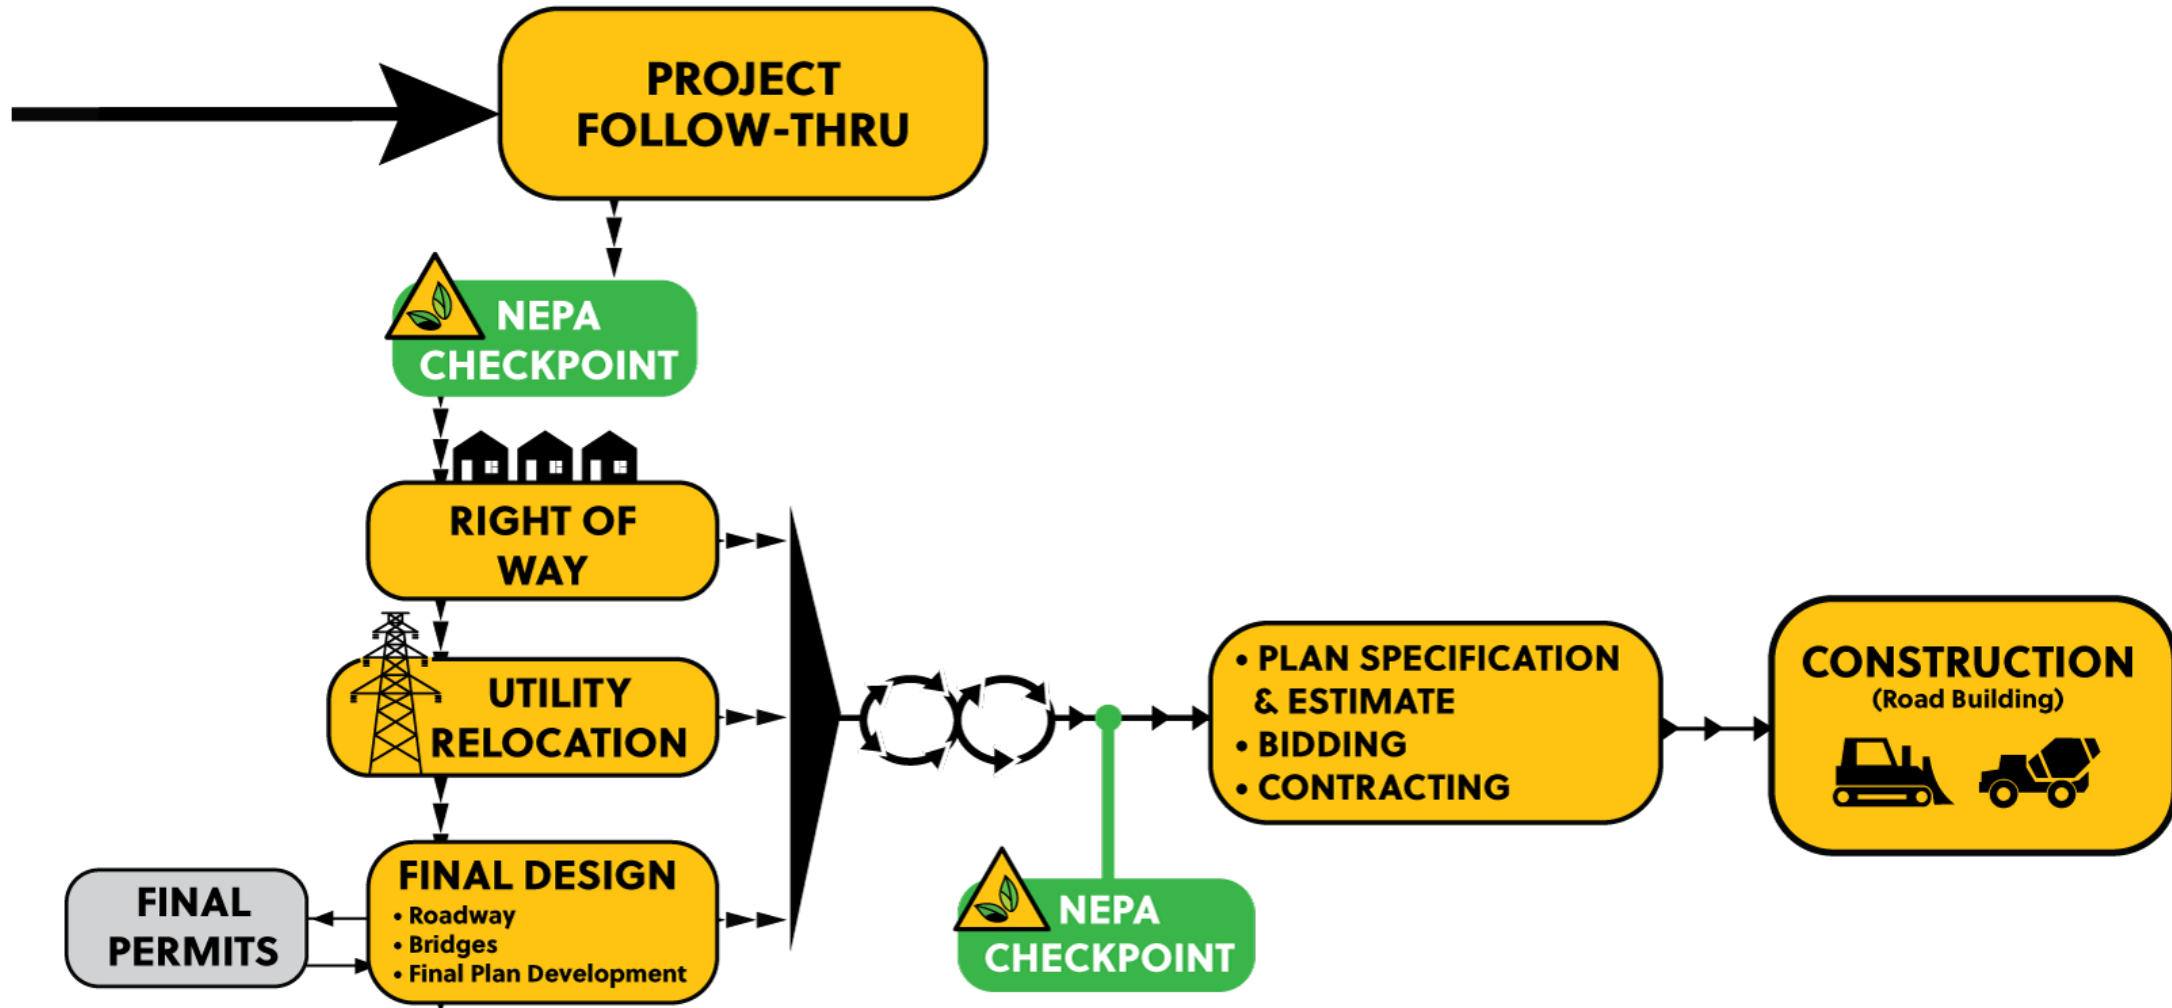 PROJECT
FOLLOW-THRU
NEPA
CHECKPOINT
RIGHT OF
WAY
UTILITY
RELOCATION
FINAL DESIGN
• Roadway
• Bridges
• Final Plan Development
FINAL
PERMITS
NEPA
CHECKPOINT
• PLAN SPECIFICATION
& ESTIMATE
• BIDDING
• CONTRACTING
CONSTRUCTION
(Road Building)